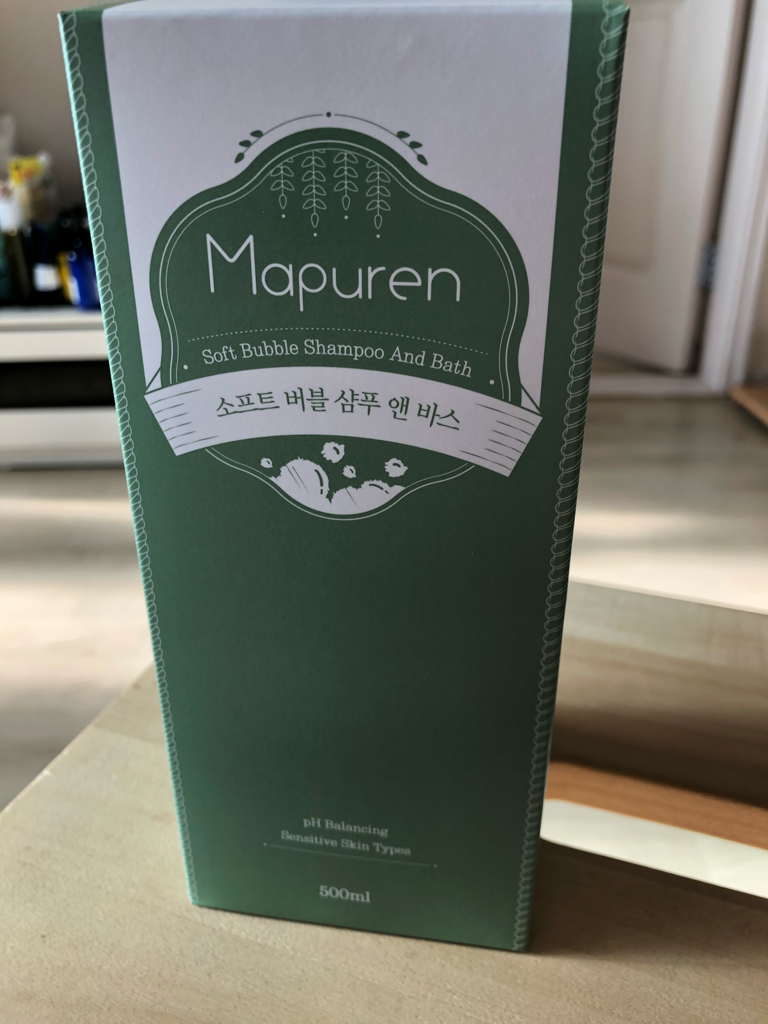 Mapuren
Soft Bubble Shampoo And Bath
소프트 버블 샴푸 앤 바스
pH Balancing
Sensitive Skin Types
500ml